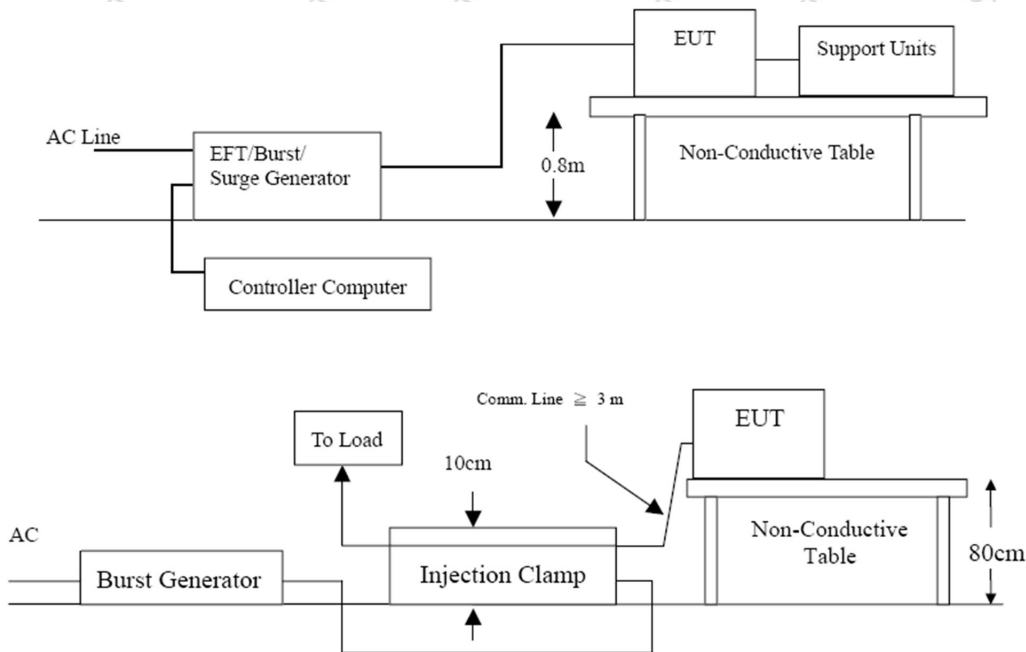 EUT
Support Units
AC Line
EFT/Burst/
Surge Generator
0.8m
Non-Conductive Table
Controller Computer
Comm. Line ≧ 3 m
EUT
To Load
10cm
AC
Non-Conductive
Table
80cm
Burst Generator
Injection Clamp